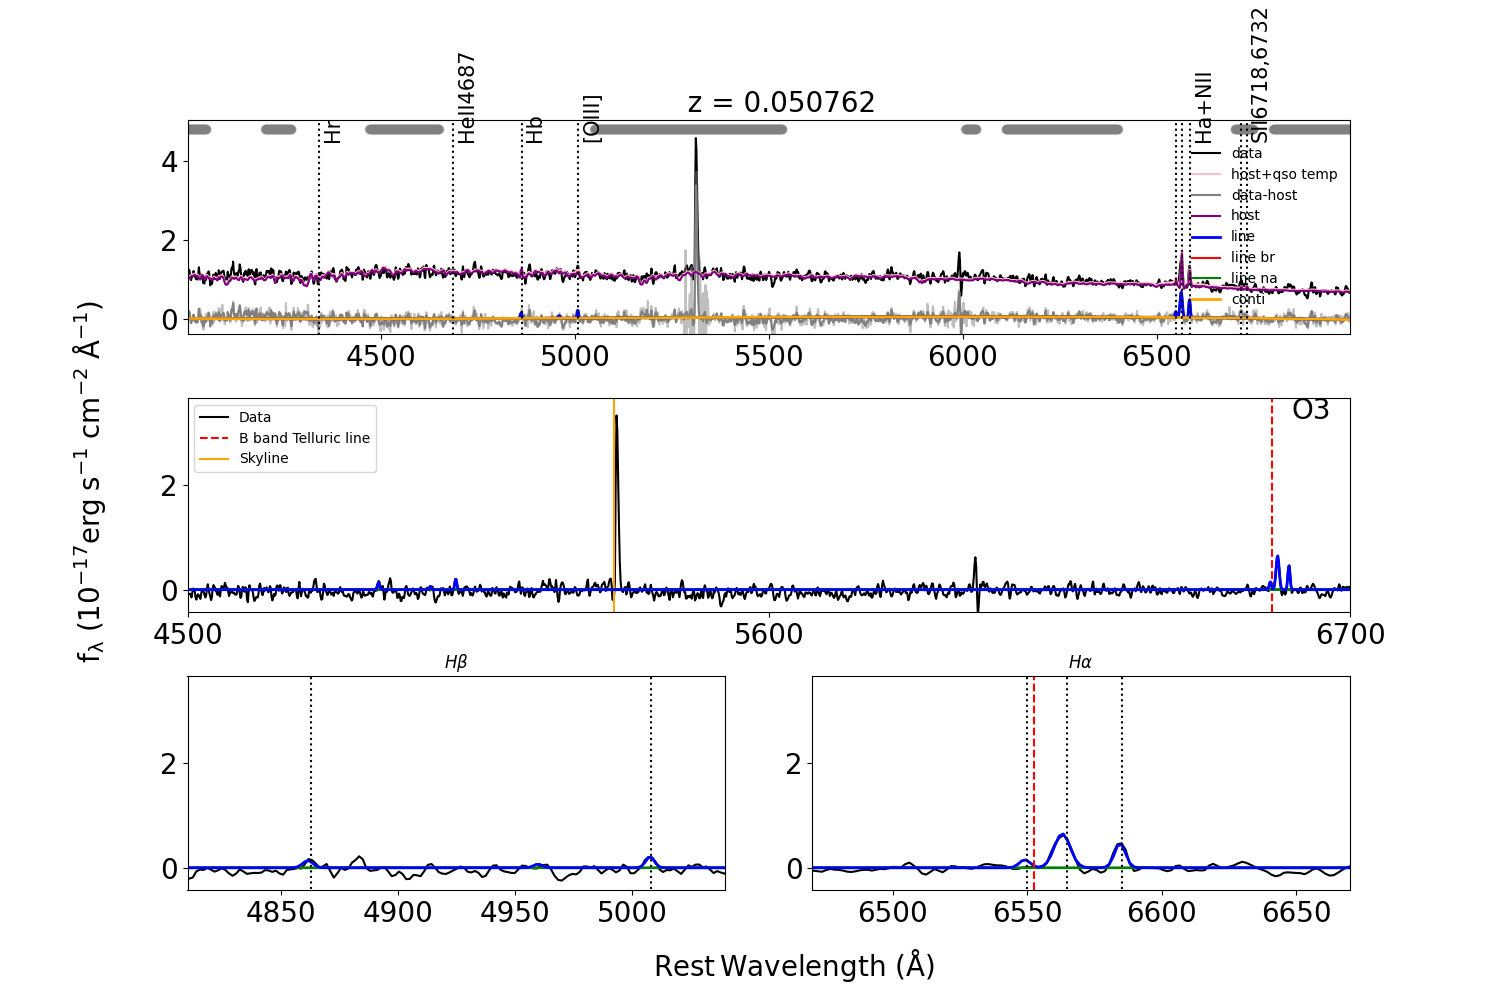 Hr
HeII4687
Hb
[OIII]
Ha+NII
SII6718,6732
z = 0.050762
data
host+qso temp
data-host
host
line
line br
line na
conti
4
2
0
4500
5000
5500
6000
6500
O3
Data
B band Telluric line
Skyline
2
0
4500
5600
6700
fλ (10−17erg s−1 cm−2 Å−1)
Hβ
2
0
4850
4900
4950
5000
Hα
2
0
6500
6550
6600
6650
Rest Wavelength (Å)